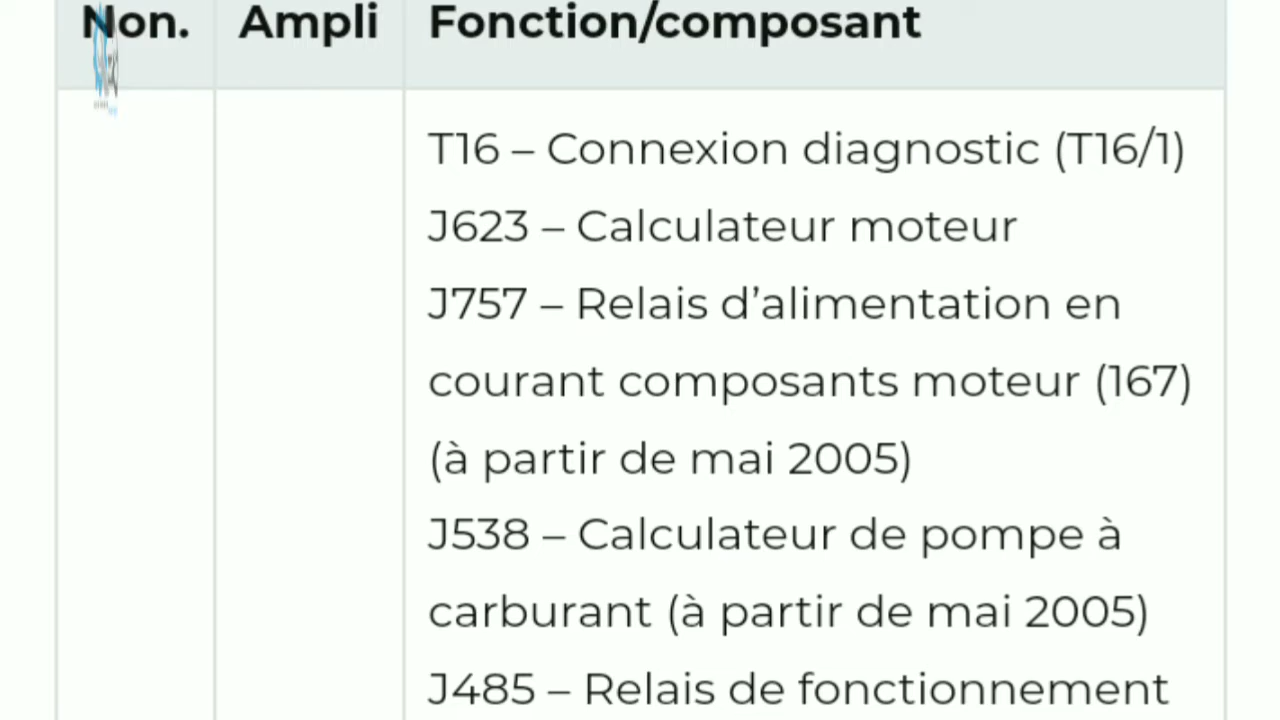 Non. Ampli Fonction/composant
T16 – Connexion diagnostic (T16/1)
J623 – Calculateur moteur
J757 – Relais d’alimentation en
courant composants moteur (167)
(à partir de mai 2005)
J538 – Calculateur de pompe à
carburant (à partir de mai 2005)
J485 – Relais de fonctionnement